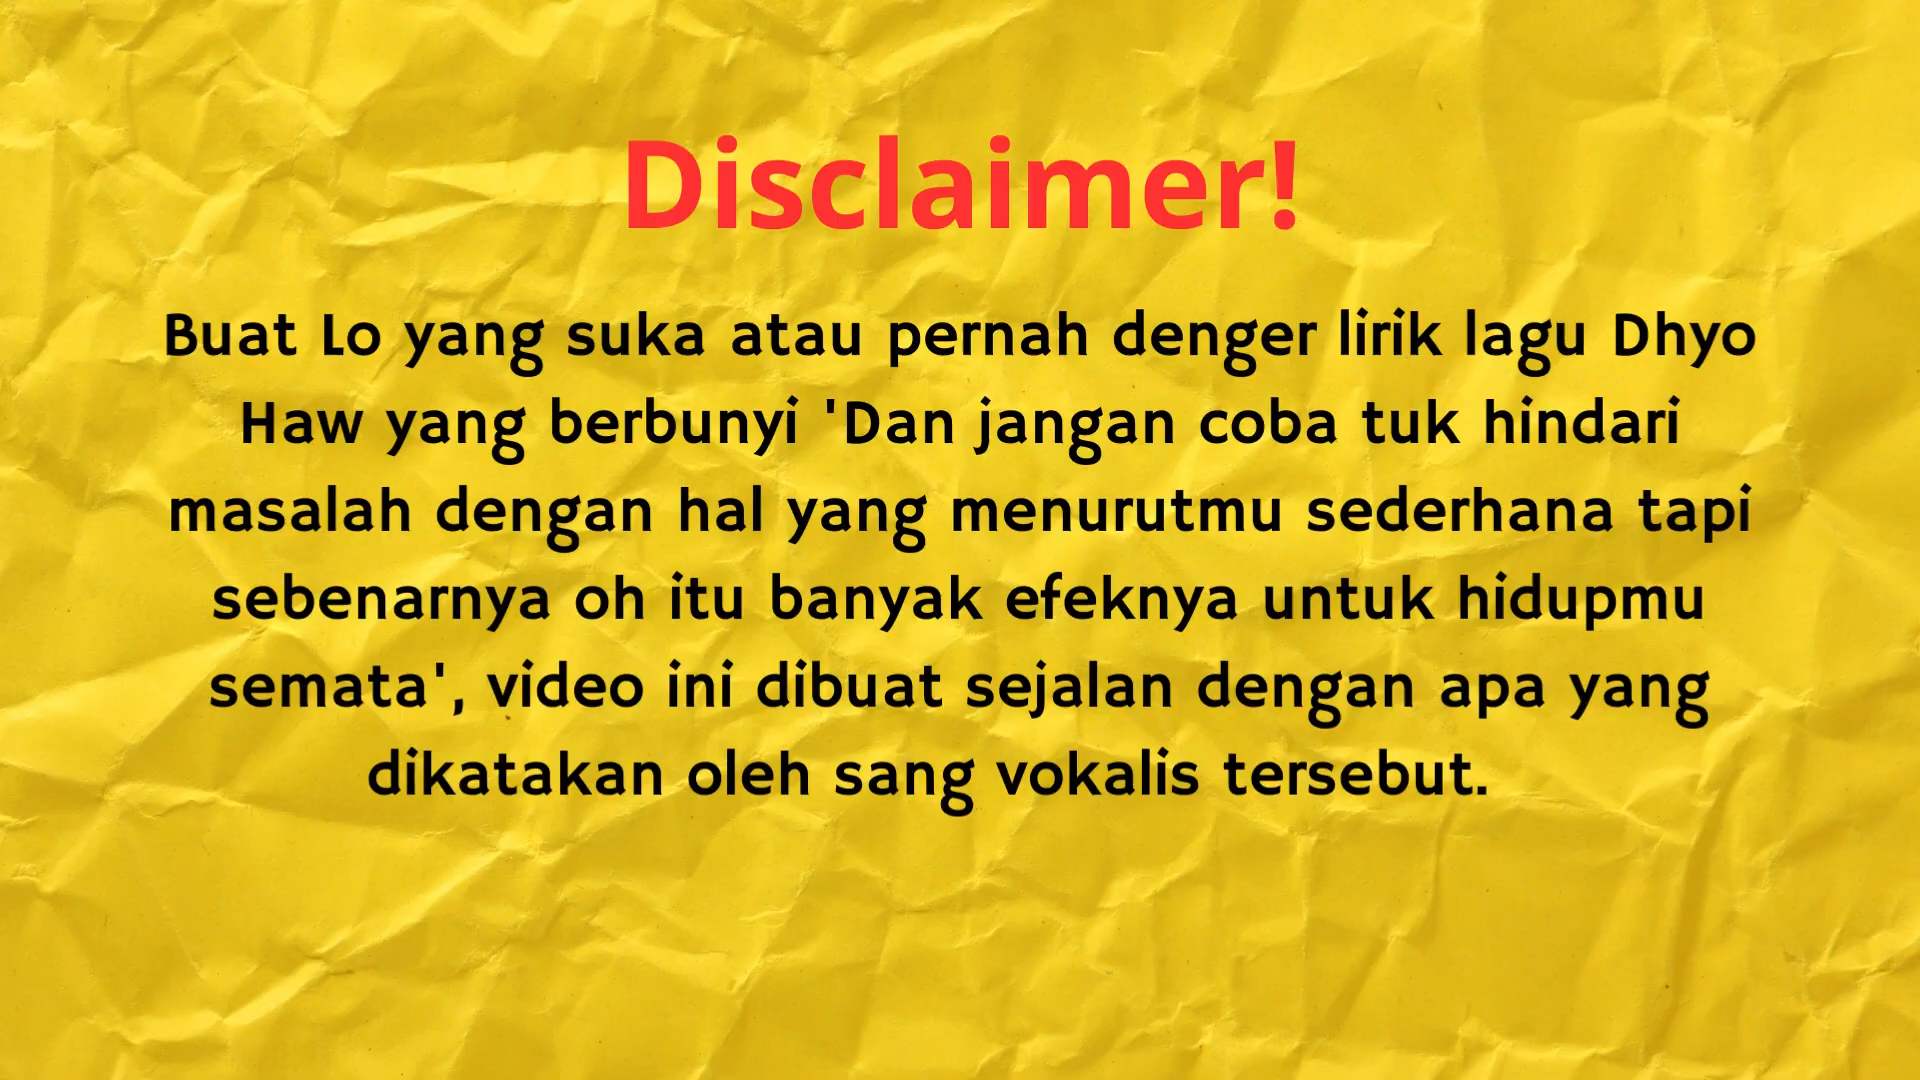 Disclaimer!
Buat Lo yang suka atau pernah denger lirik lagu Dhyo
Haw yang berbunyi 'Dan jangan coba tuk hindari
masalah dengan hal yang menurutmu sederhana tapi
sebenarnya oh itu banyak efeknya untuk hidupmu
semata', video ini dibuat sejalan dengan apa yang
dikatakan oleh sang vokalis tersebut.